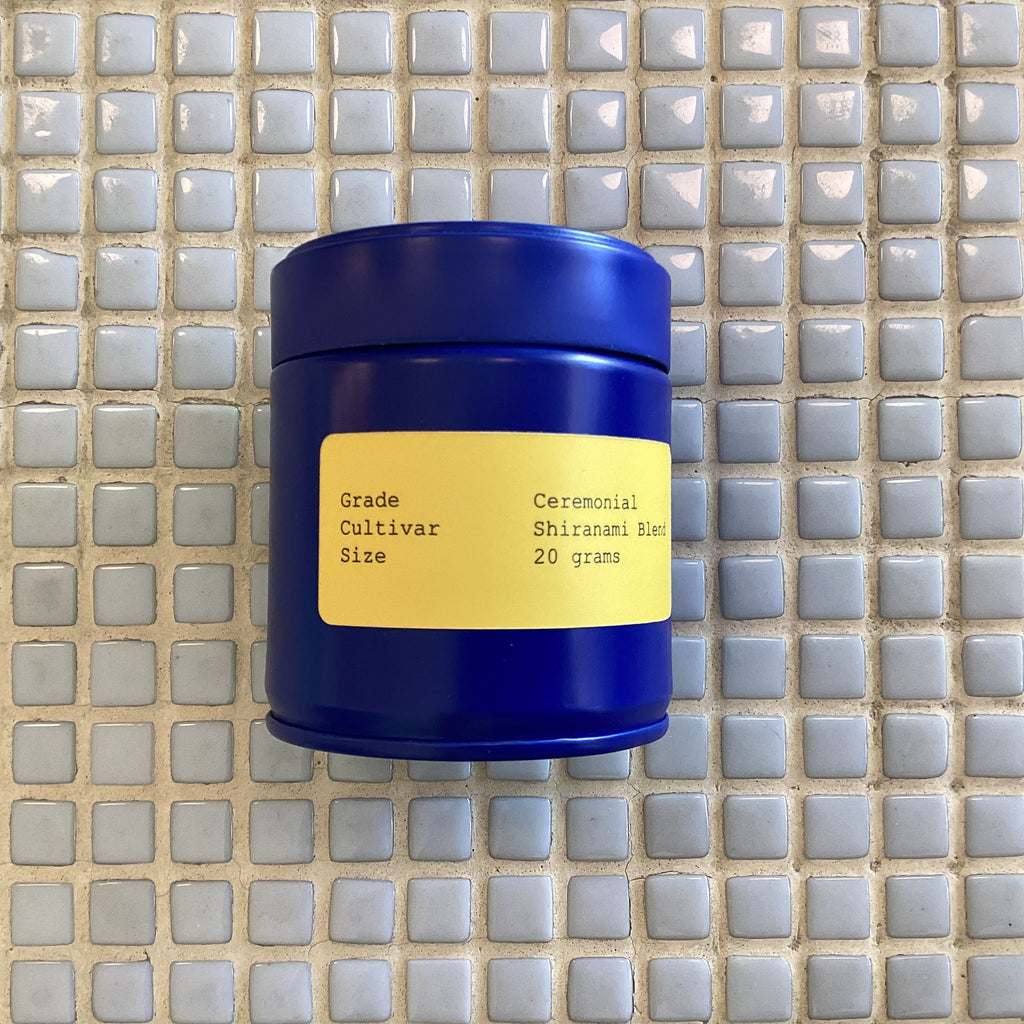 Grade Ceremonial
Cultivar Shiranami Blend
Size 20 grams